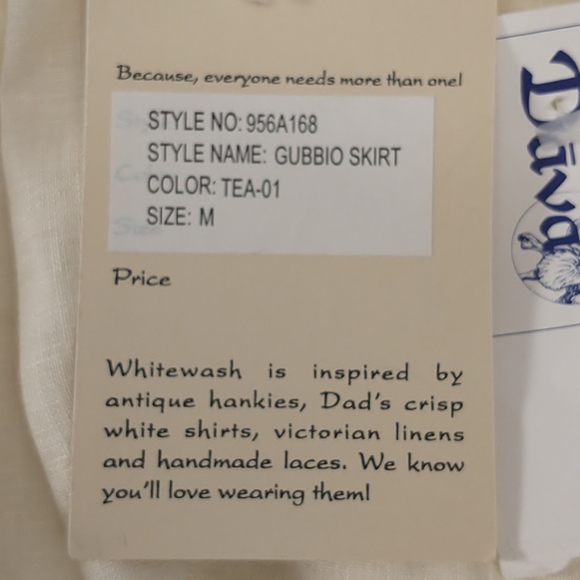 Because, everyone needs more than one!
STYLE NO: 956A168
STYLE NAME: GUBBIO SKIRT
COLOR: TEA-01
SIZE: M
Price
Whitewash is inspired by
antique hankies, Dad's crisp
white shirts, victorian linens
and handmade laces. We know
you'll love wearing them!